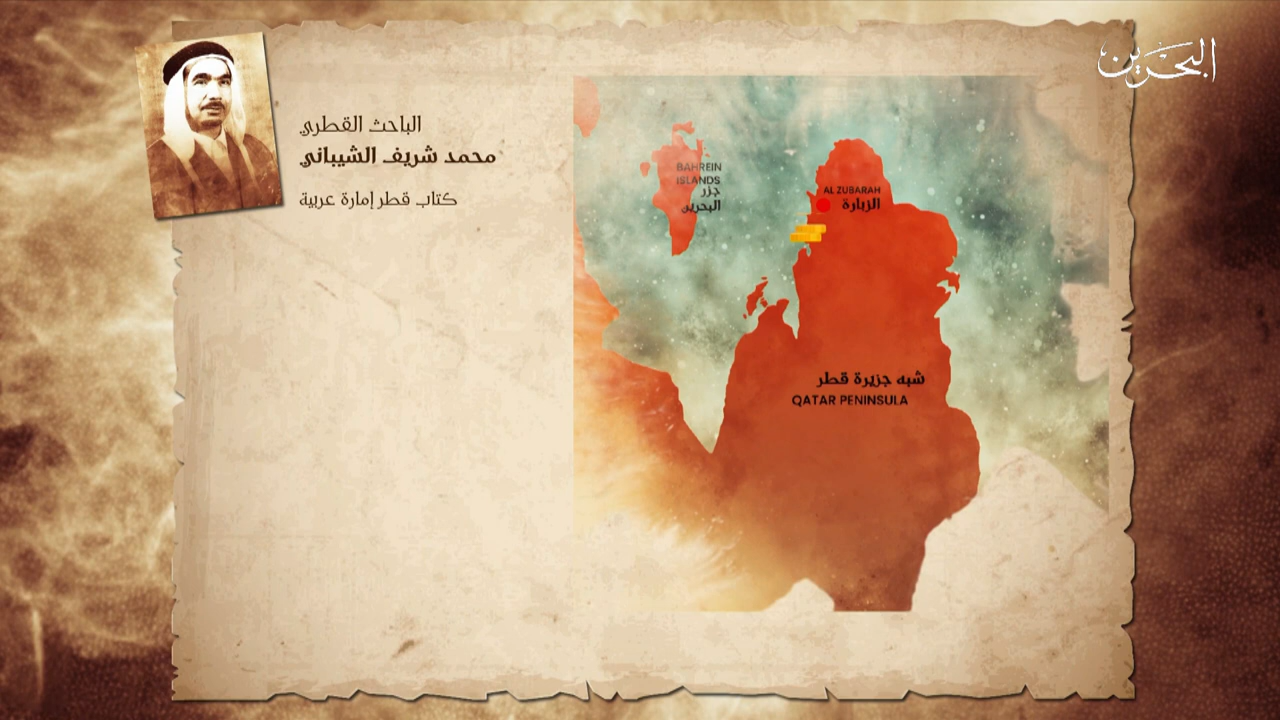 البحرين
الباحث القطري
محمد شريف الشيباني
كتاب قطر إمارة عربية
BAHREIN
ISLANDS
جزر
البحرين
AL ZUBARAH
الزبارة
شبه جزيرة قطر
QATAR PENINSULA